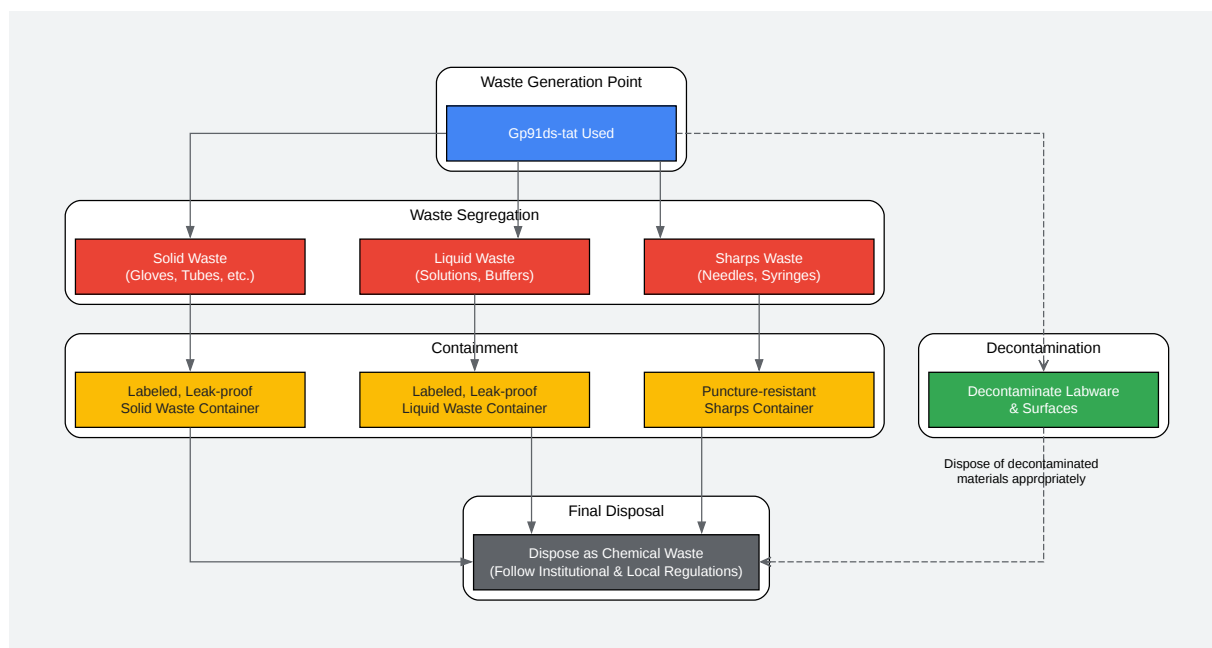 Waste Generation Point
Gp91ds-tat Used
Waste Segregation
Solid Waste
(Gloves, Tubes, etc.)
Liquid Waste
(Solutions, Buffers)
Sharps Waste
(Needles, Syringes)
Containment
Labeled, Leak-proof
Solid Waste Container
Labeled, Leak-proof
Liquid Waste Container
Puncture-resistant
Sharps Container
Decontamination
Decontaminate Labware
& Surfaces
Dispose of decontaminated
materials appropriately
Final Disposal
Dispose as Chemical Waste
(Follow Institutional & Local Regulations)